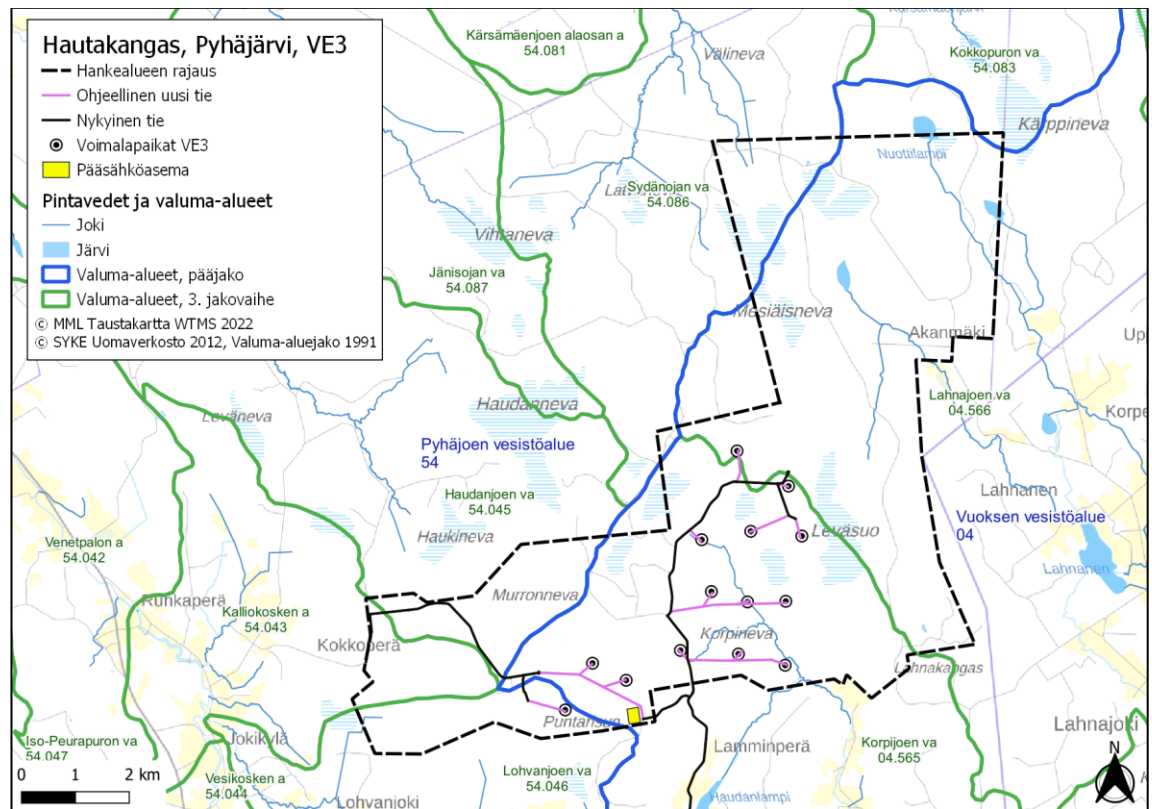 Hautakangas, Pyhäjärvi, VE3
Hankealueen rajaus
Ohjeellinen uusi tie
Nykyinen tie
Voimalapaikat VE3
Pääsähköasema
Pintavedet ja valuma-alueet
Joki
Järvi
Valuma-alueet, pääjako
Valuma-alueet, 3. jakovaihe
© MML Taustakartta WTMS 2022
© SYKE Uomaverkosto 2012, Valuma-aluejako 1991
Kärsämäenjoen alaosan a
54.081
Välineva
Kokkopuron va
54.083
Kärppineva
Nuottilampi
Sydänojan va
54.086
Vihtaneva
Jänisojan va
54.087
Mesiäisneva
Akanmäki
Lahnajoen va
04.566
Leväneva
Haudanneva
Pyhäjoen vesistöalue
54
Haudanjoen va
54.045
Haukineva
Lahnanen
Vuoksen vesistöalue
04
Leväsuo
Lahnanen
Venetpalon a
54.042
Ruhkaperä
Kalliokosken a
54.043
Murronneva
Kokkoperä
Korpineva
Lahnakangas
Iso-Peurapuron va
54.047
Jokikylä
Lamminperä
Korpijoen va
04.565
Lahnajoki
Vesikosken a
54.044
Lohvanjoki
Lohvanjoen va
54.046
Haudanlampi
0 1 2 km
N